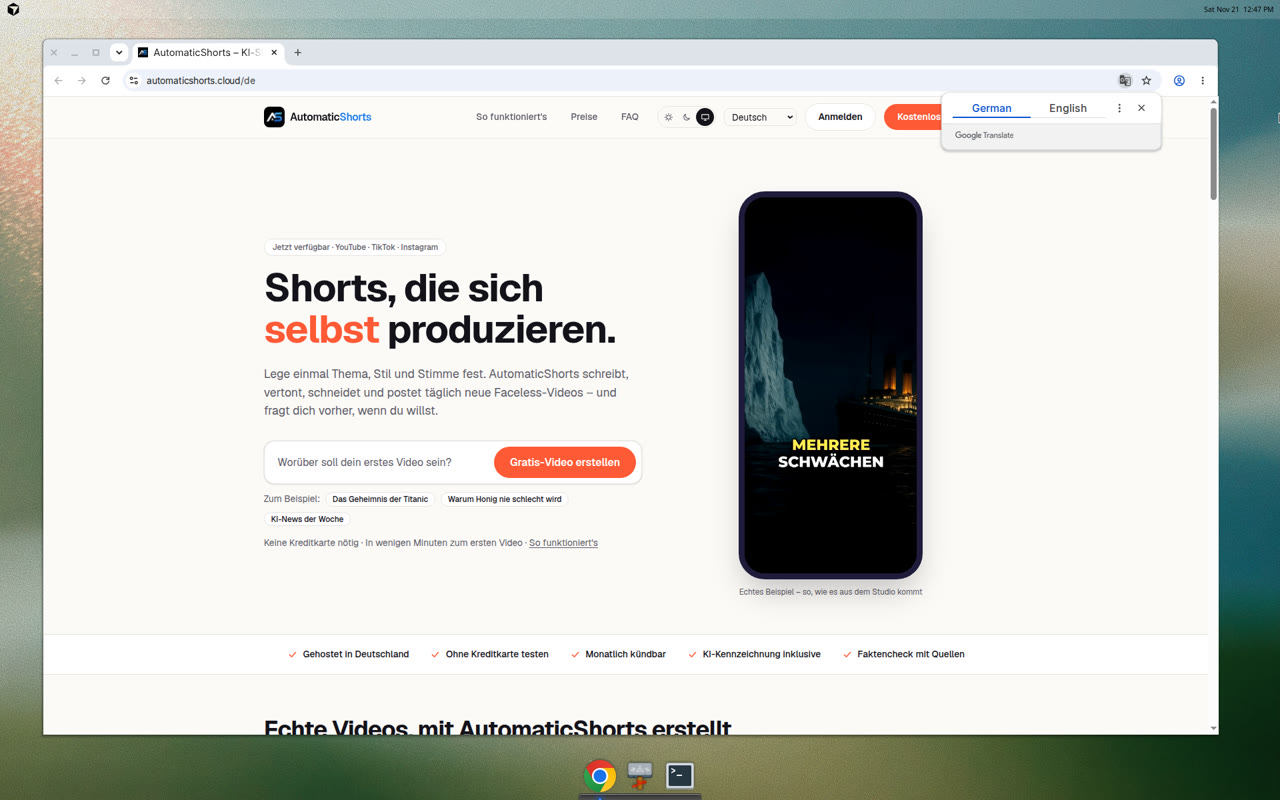 Sat Nov 21 12:47 PM
AutomaticShorts – KI-S
automaticshorts.cloud/de
German
English
Google Translate
AutomaticShorts
So funktioniert's
Preise
FAQ
Deutsch
Anmelden
Kostenlos
Jetzt verfügbar · YouTube · TikTok · Instagram
Shorts, die sich
selbst produzieren.
Lege einmal Thema, Stil und Stimme fest. AutomaticShorts schreibt,
vertont, schneidet und postet täglich neue Faceless-Videos – und
fragt dich vorher, wenn du willst.
Worüber soll dein erstes Video sein?
Gratis-Video erstellen
Zum Beispiel:
Das Geheimnis der Titanic
Warum Honig nie schlecht wird
KI-News der Woche
Keine Kreditkarte nötig · In wenigen Minuten zum ersten Video · So funktioniert's
MEHRERE
SCHWÄCHEN
Echtes Beispiel – so, wie es aus dem Studio kommt
Gehostet in Deutschland
Ohne Kreditkarte testen
Monatlich kündbar
KI-Kennzeichnung inklusive
Faktencheck mit Quellen
Echte Videos, mit AutomaticShorts erstellt